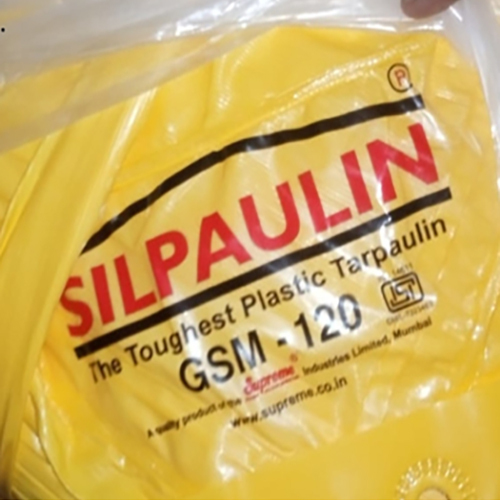 P
SILPAULIN
The Toughest Plastic Tarpaulin
GSM - 120
A quality product of the Supreme Industries Limited, Mumbai
www.supreme.co.in